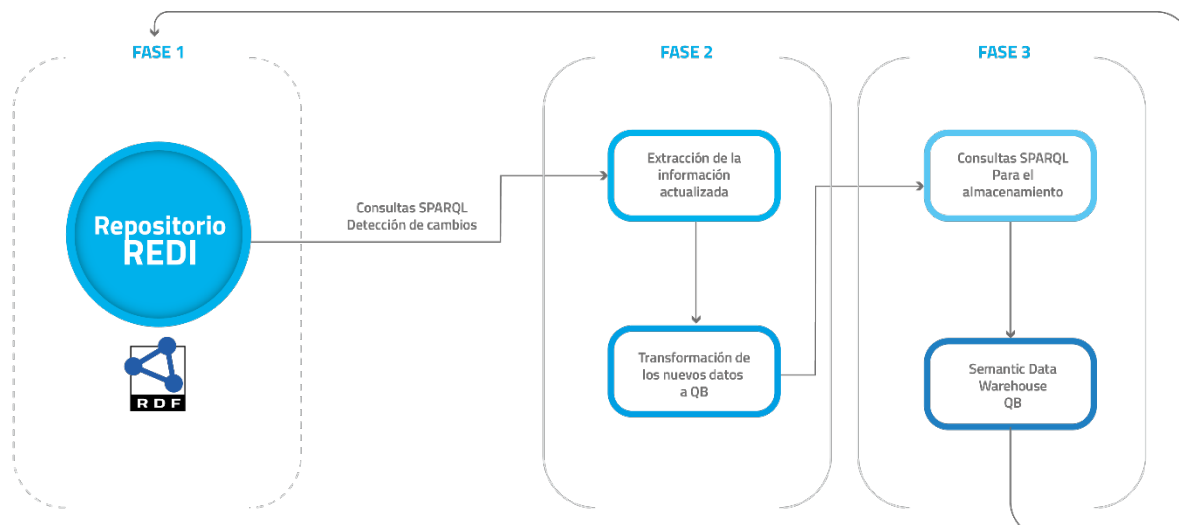 FASE 1
Repositorio
REDI
RDF
Consultas SPARQL
Detección de cambios
FASE 2
Extracción de la
información
actualizada
Transformación de
los nuevos datos
a QB
FASE 3
Consultas SPARQL
Para el
almacenamiento
Semantic Data
Warehouse
QB